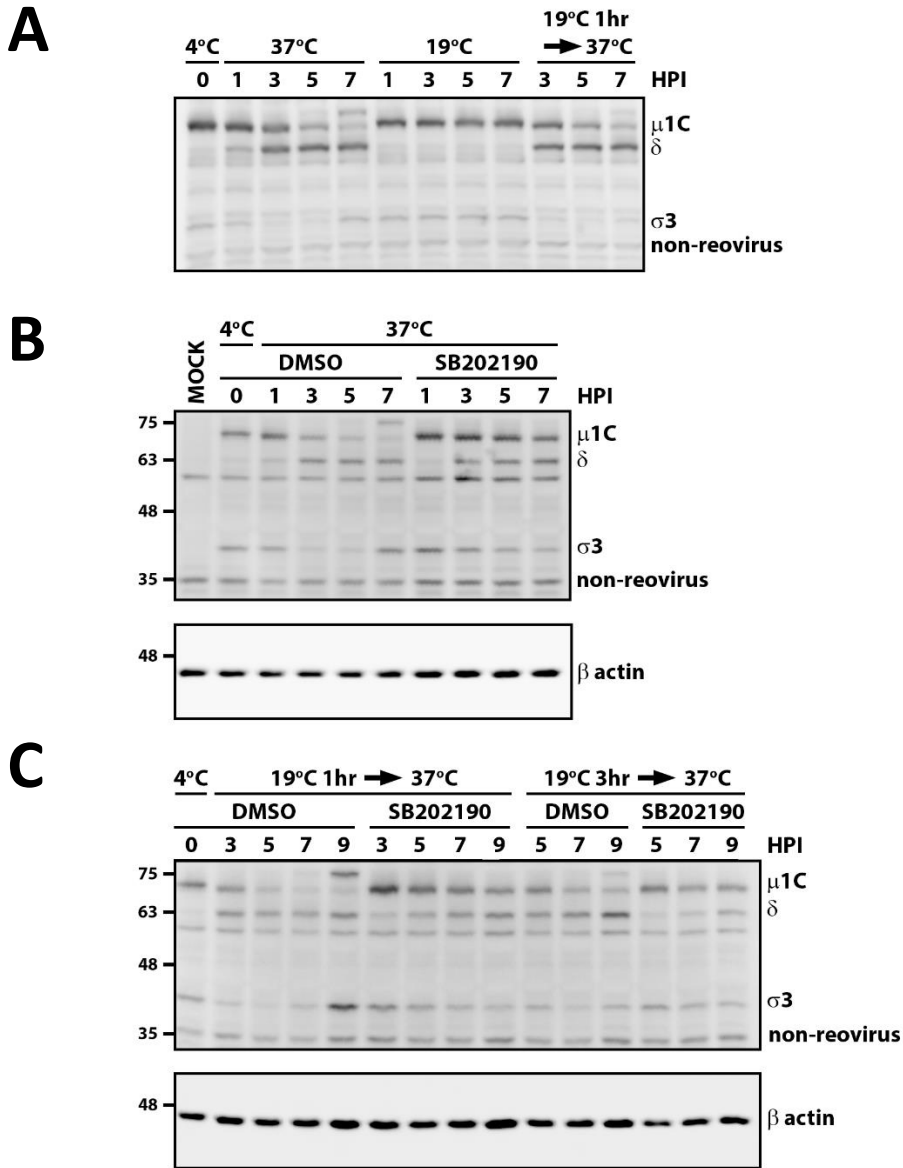 A
19°C 1hr
4°C 37°C 19°C → 37°C
0 1 3 5 7 1 3 5 7 3 5 7 HPI
μ1C
δ
σ3
non-reovirus
B
4°C 37°C
MOCK DMSO SB202190
0 1 3 5 7 1 3 5 7 HPI
75
μ1C
63 δ
48
σ3
35 non-reovirus
48
β actin
C
4°C 19°C 1hr → 37°C 19°C 3hr → 37°C
DMSO SB202190 DMSO SB202190
0 3 5 7 9 3 5 7 9 5 7 9 5 7 9 HPI
75 μ1C
63 δ
48
σ3
35 non-reovirus
48
β actin